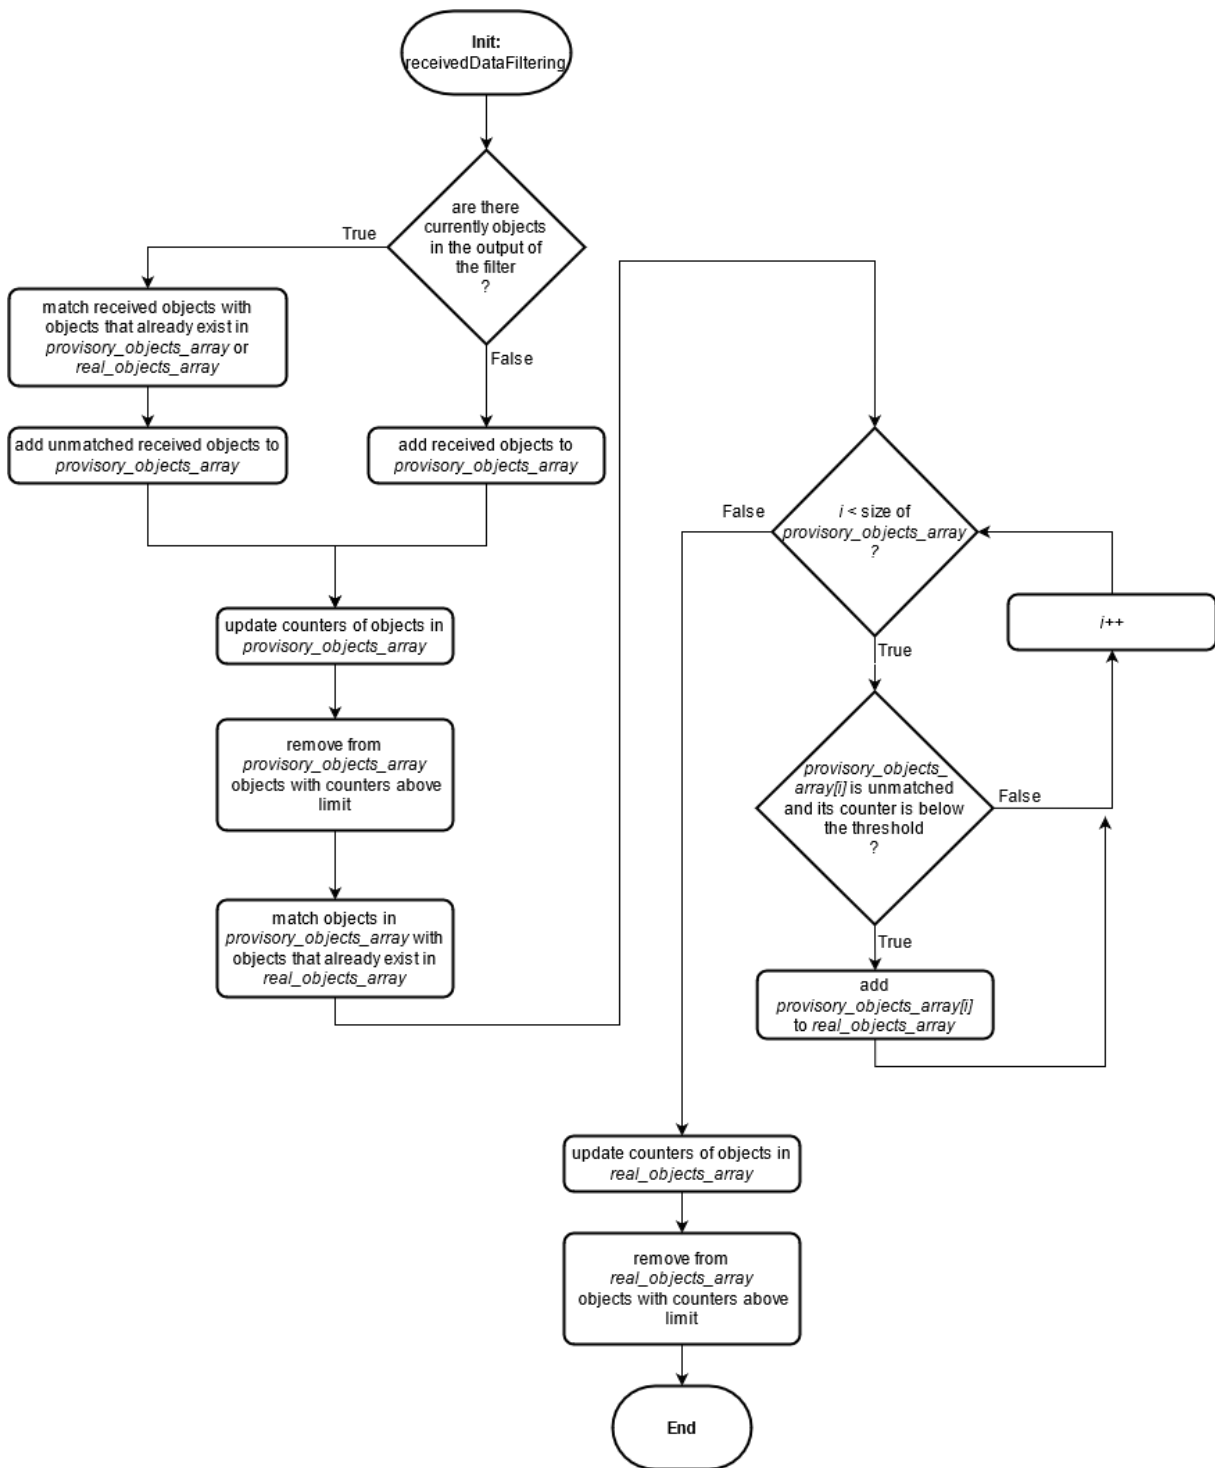 Init:
receivedDataFiltering
are there
currently objects
in the output of
the filter
?
True
False
match received objects with
objects that already exist in
provisory_objects_array or
real_objects_array
add unmatched received objects to
provisory_objects_array
add received objects to
provisory_objects_array
update counters of objects in
provisory_objects_array
remove from
provisory_objects_array
objects with counters above
limit
match objects in
provisory_objects_array with
objects that already exist in
real_objects_array
i < size of
provisory_objects_array
?
False
True
i++
provisory_objects_
array[i] is unmatched
and its counter is below
the threshold
?
False
True
add
provisory_objects_array[i]
to real_objects_array
update counters of objects in
real_objects_array
remove from
real_objects_array
objects with counters above
limit
End